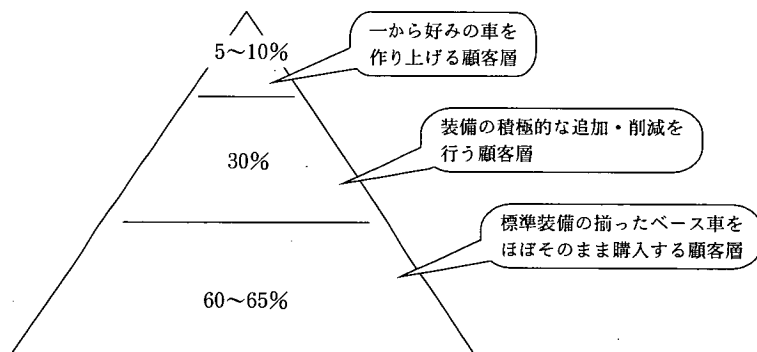 5〜10%
一から好みの車を
作り上げる顧客層
30%
装備の積極的な追加・削減を
行う顧客層
60〜65%
標準装備の揃ったベース車を
ほぼそのまま購入する顧客層